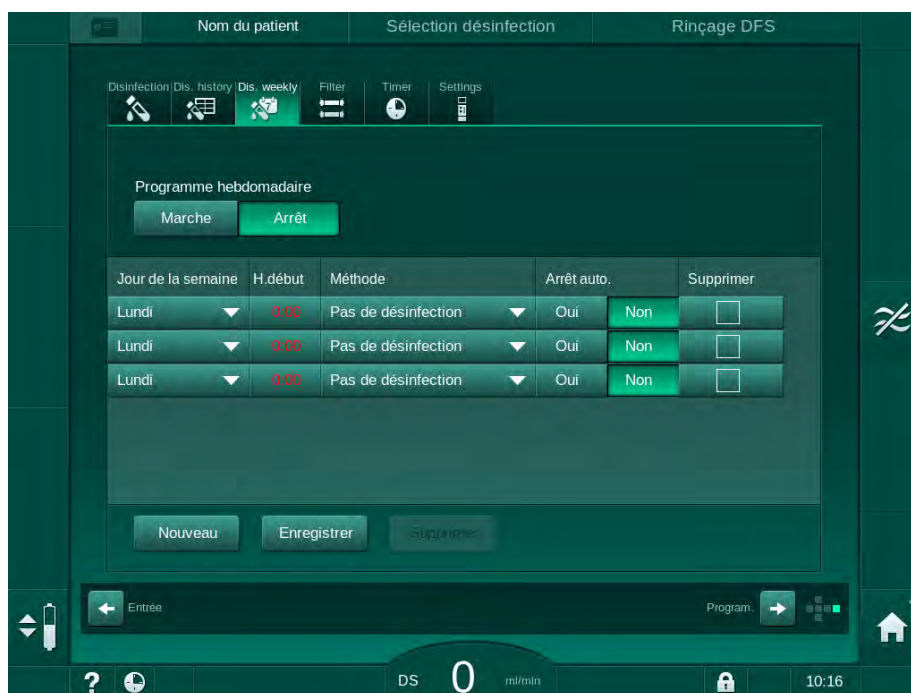 Nom du patient Sélection désinfection Rinçage DFS
Disinfection Dis. history Dis. weekly Filter Timer Settings
Programme hebdomadaire
Marche Arrêt
Jour de la semaine H.début Méthode Arrêt auto. Supprimer
Lundi 0:00 Pas de désinfection Oui Non
Lundi 0:00 Pas de désinfection Oui Non
Lundi 0:00 Pas de désinfection Oui Non
Nouveau Enregistrer Supprimer
Entrée Program.
? DS 0 ml/min 10:16